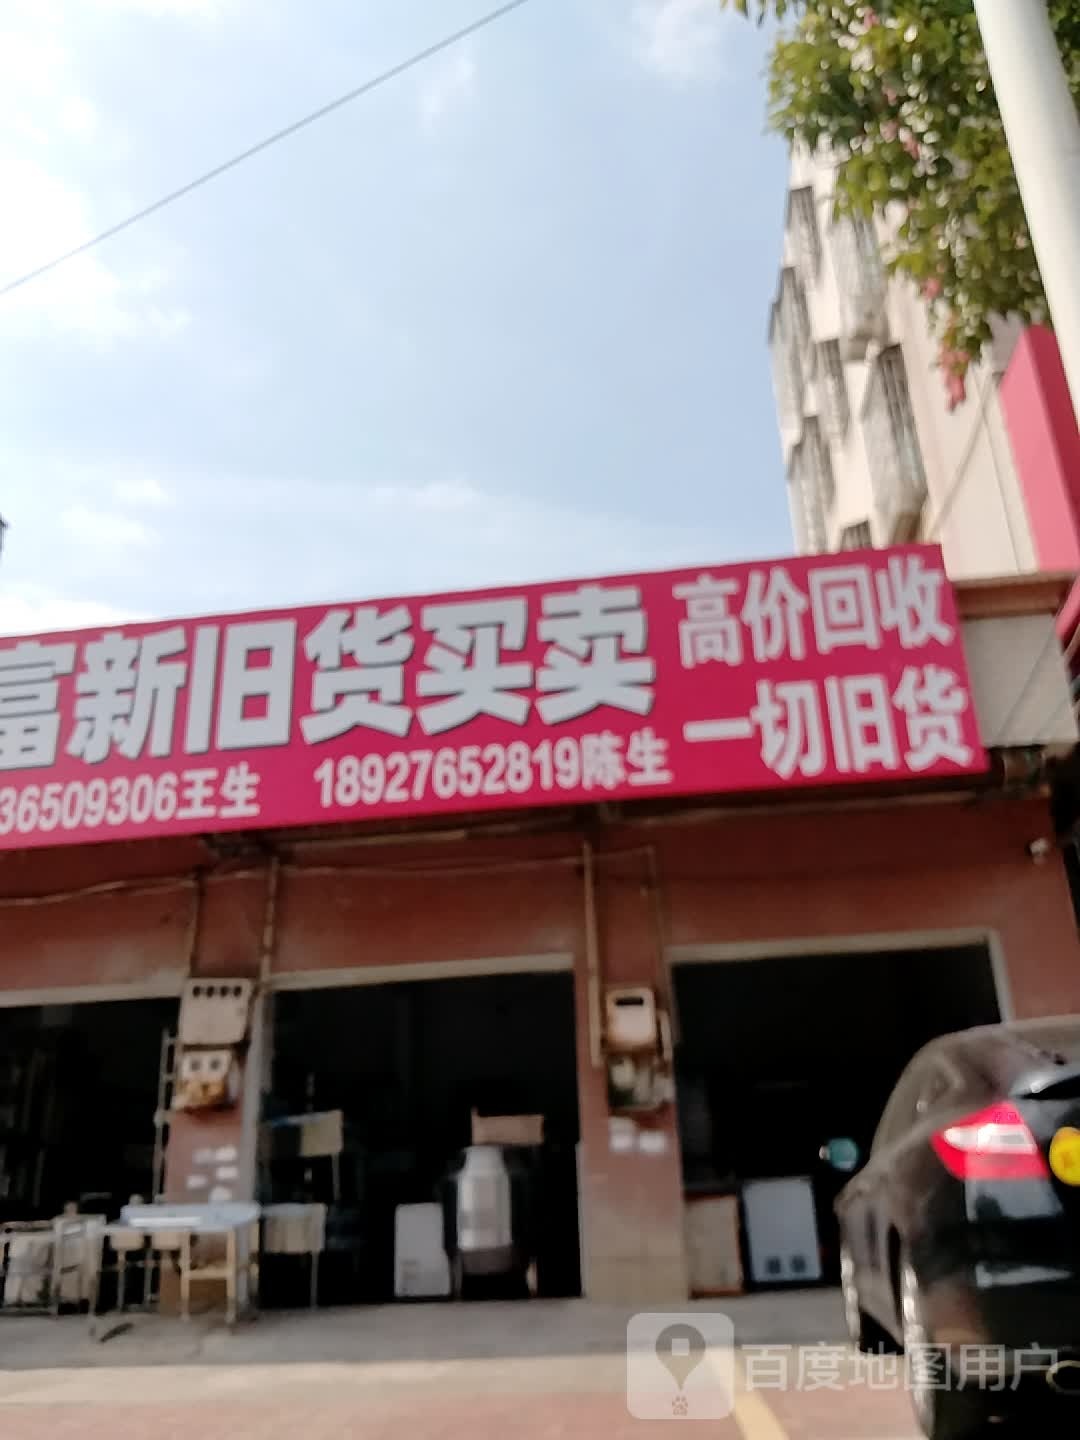 富新旧货买卖
高价回收
一切旧货
36509306王生
18927652819陈生
百度地图用户